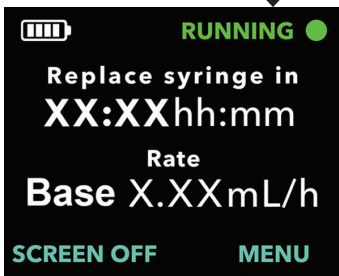 RUNNING
Replace syringe in
XX:XXhh:mm
Rate
Base X.XXmL/h
SCREEN OFF MENU